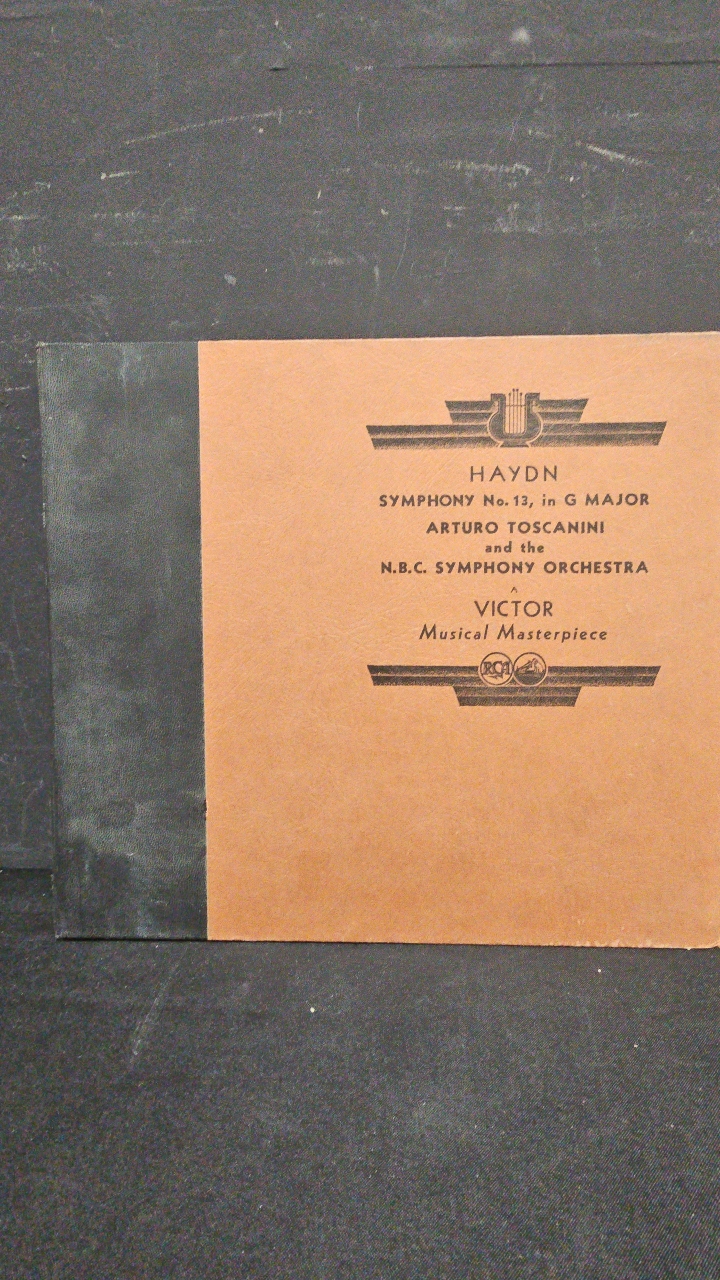 HAYDN
SYMPHONY No. 13, in G MAJOR
ARTURO TOSCANINI
and the
N.B.C. SYMPHONY ORCHESTRA
VICTOR
Musical Masterpiece
RCA